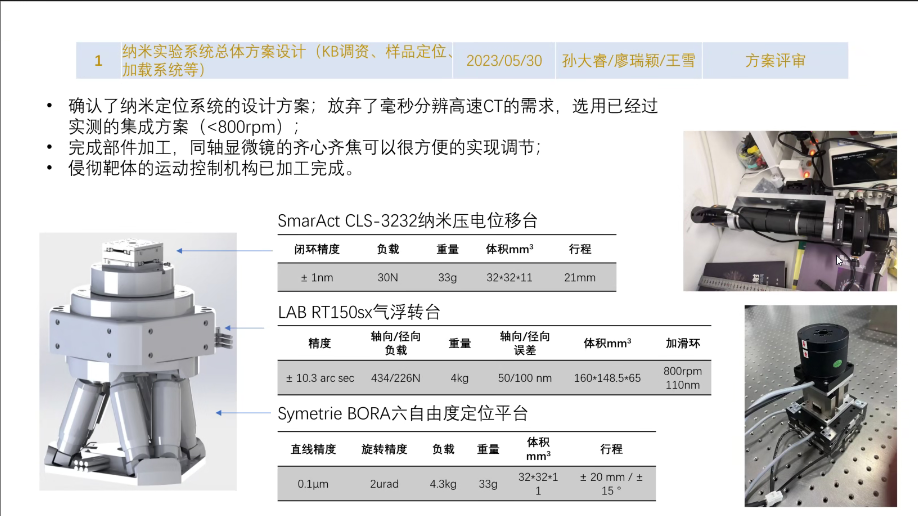 1
纳米实验系统总体方案设计（KB调资、样品定位、
加载系统等）
2023/05/30
孙大睿/廖瑞颖/王雪
方案评审
• 确认了纳米定位系统的设计方案；放弃了毫秒分辨高速CT的需求，选用已经过
实测的集成方案（<800rpm）;
• 完成部件加工，同轴显微镜的齐心齐焦可以很方便的实现调节；
• 侵彻靶体的运动控制机构已加工完成。
SmarAct CLS-3232纳米压电位移台
闭环精度 负载 重量 体积mm³ 行程
± 1nm 30N 33g 32*32*11 21mm
LAB RT150sx气浮转台
精度 轴向/径向 重量 轴向/径向 体积mm³ 加滑环
负载 误差
± 10.3 arc sec 434/226N 4kg 50/100 nm 160*148.5*65 800rpm
110nm
Symetrie BORA六自由度定位平台
直线精度 旋转精度 负载 重量 体积 行程
mm³
0.1μm 2urad 4.3kg 33g 32*32*1 ± 20 mm / ±
1 15 °